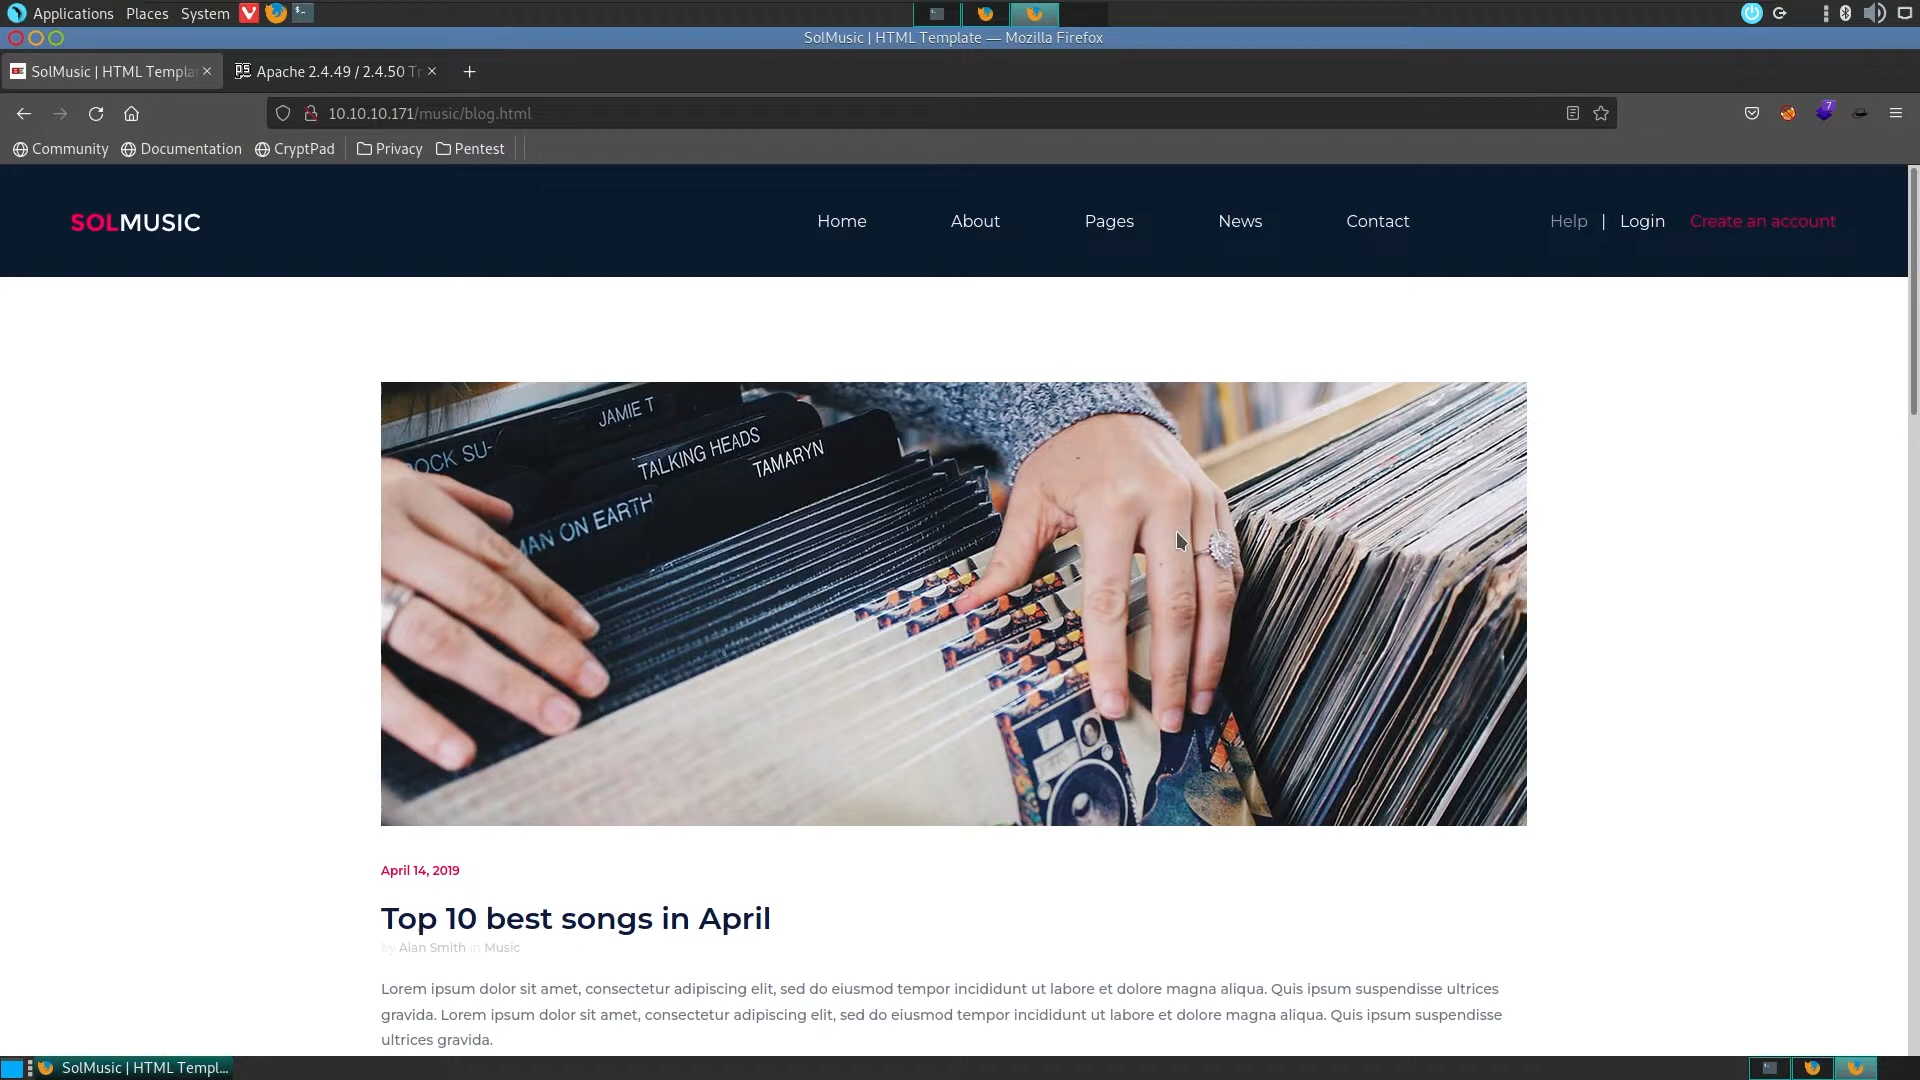 Applications Places System
SolMusic | HTML Template — Mozilla Firefox
SolMusic | HTML Templa
Apache 2.4.49 / 2.4.50 Tr
10.10.10.171/music/blog.html
7
Community Documentation CryptPad Privacy Pentest
SOLMUSIC
Home About Pages News Contact Help | Login Create an account
JAMIE T
OCK SU-
TALKING HEADS
TAMARYN
MAN ON EARTH
April 14, 2019
Top 10 best songs in April
by Alan Smith in Music
Lorem ipsum dolor sit amet, consectetur adipiscing elit, sed do eiusmod tempor incididunt ut labore et dolore magna aliqua. Quis ipsum suspendisse ultrices
gravida. Lorem ipsum dolor sit amet, consectetur adipiscing elit, sed do eiusmod tempor incididunt ut labore et dolore magna aliqua. Quis ipsum suspendisse
ultrices gravida.
SolMusic | HTML Templ...